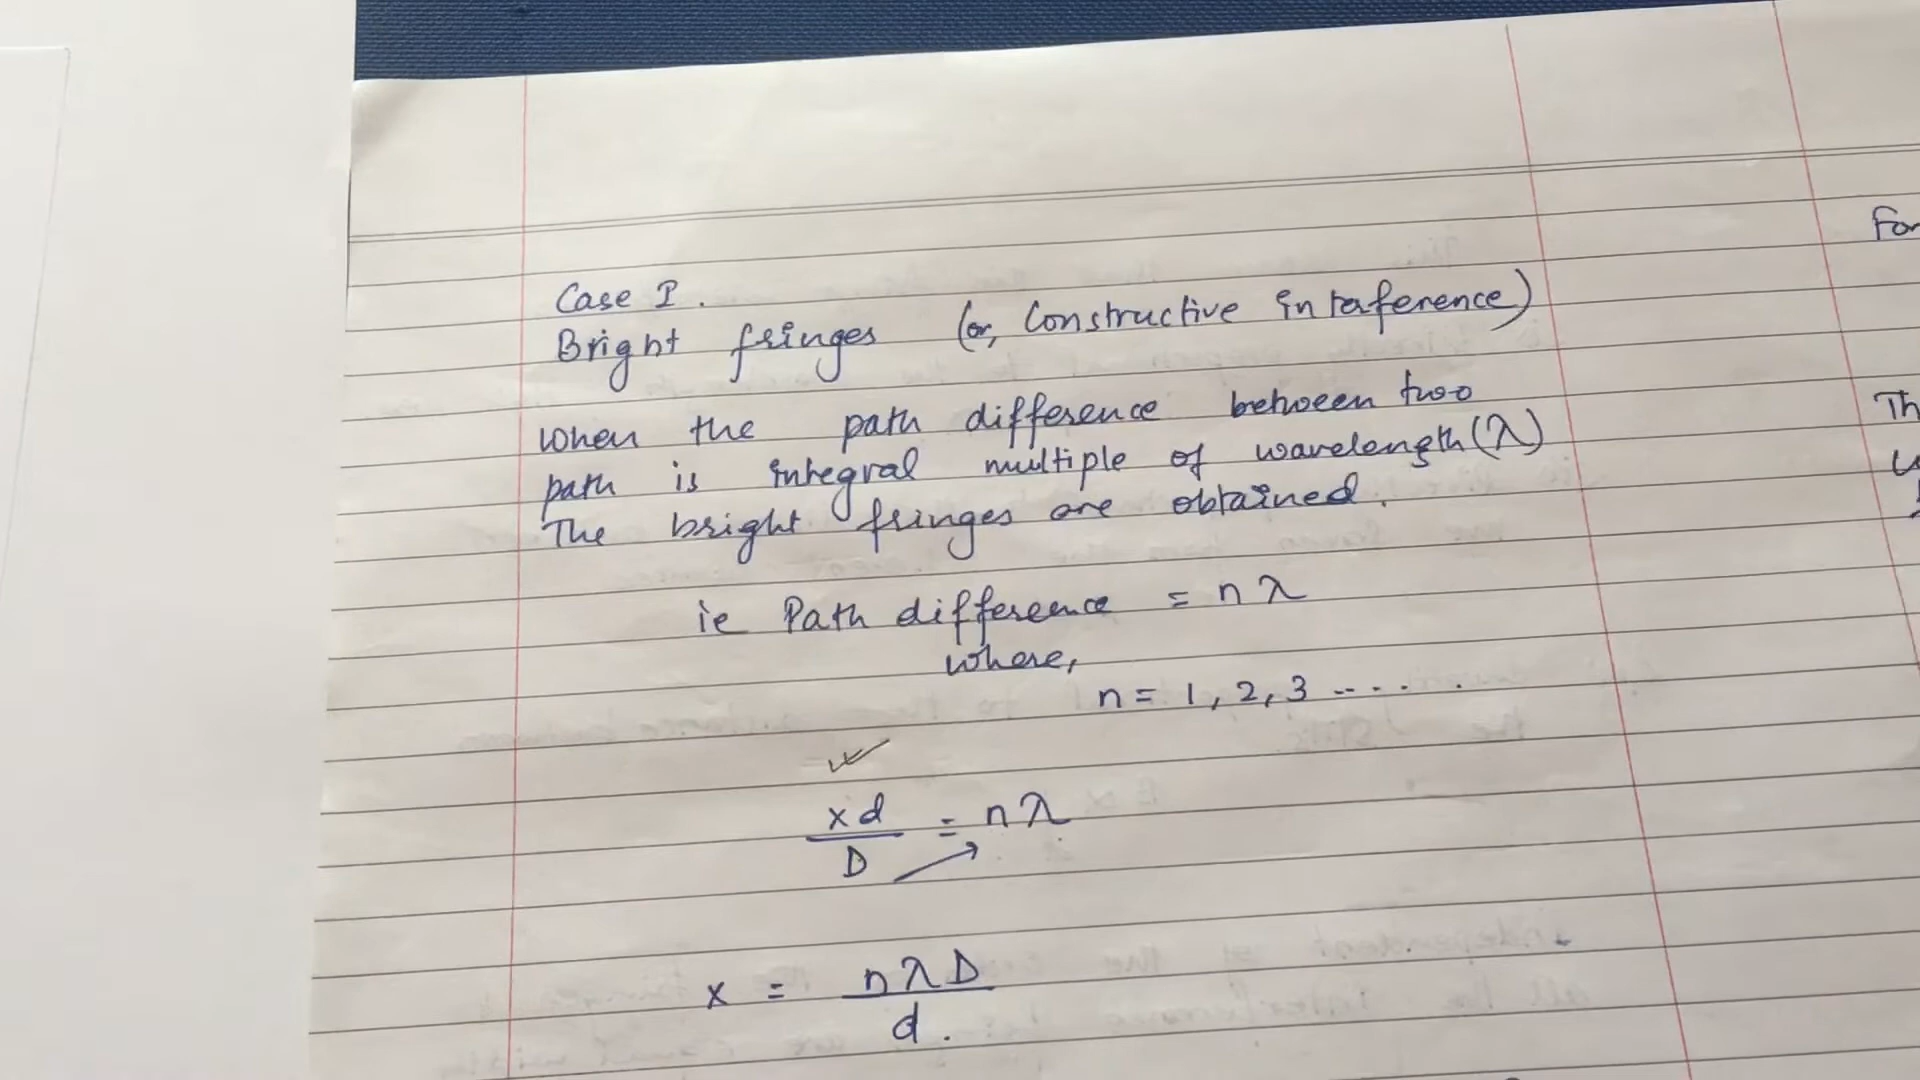 Case I.
Bright fringes (or, Constructive interference)
when the path difference between two
path is integral multiple of wavelength (λ)
The bright fringes are obtained.
ie Path difference = nλ
where,
n = 1, 2, 3 .....
xd
— = nλ
D
x = nλD
—
d.
For
Th